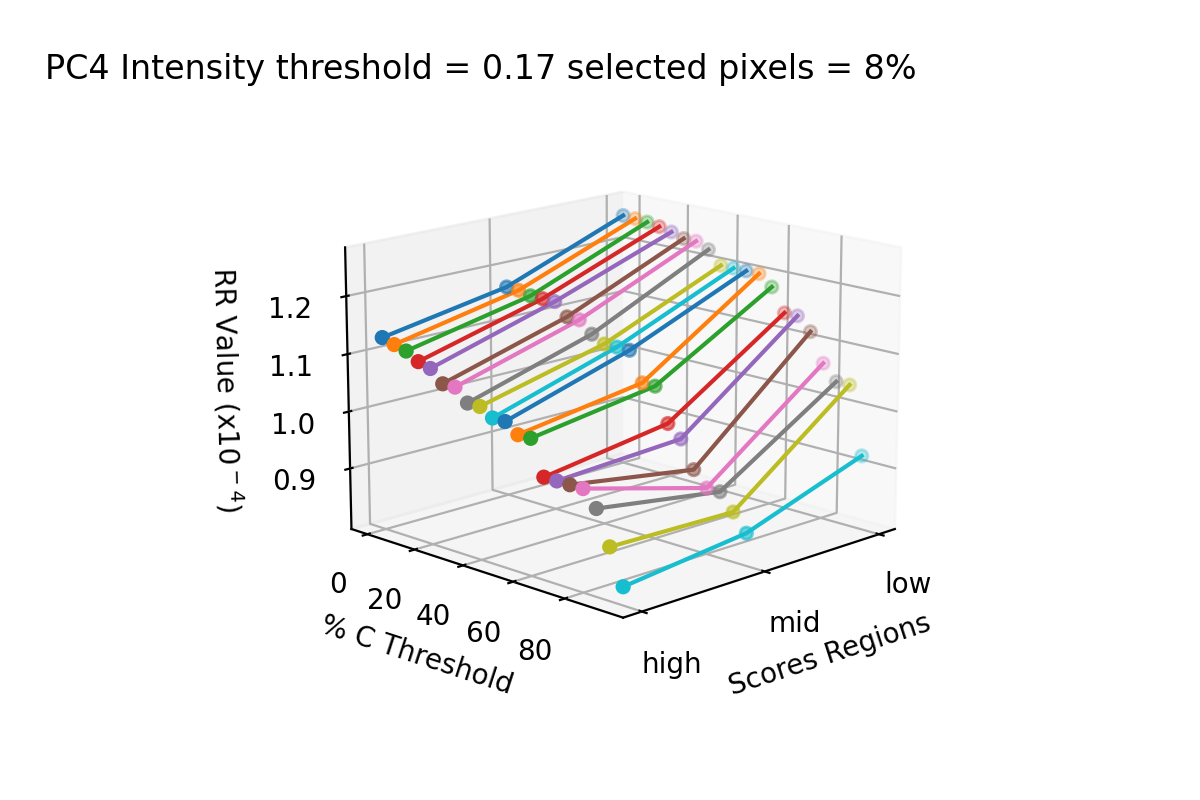 PC4 Intensity threshold = 0.17 selected pixels = 8%
RR Value (x10⁻⁴)
1.2
1.1
1.0
0.9
0
20
40
60
80
% C Threshold
high
mid
low
Scores Regions